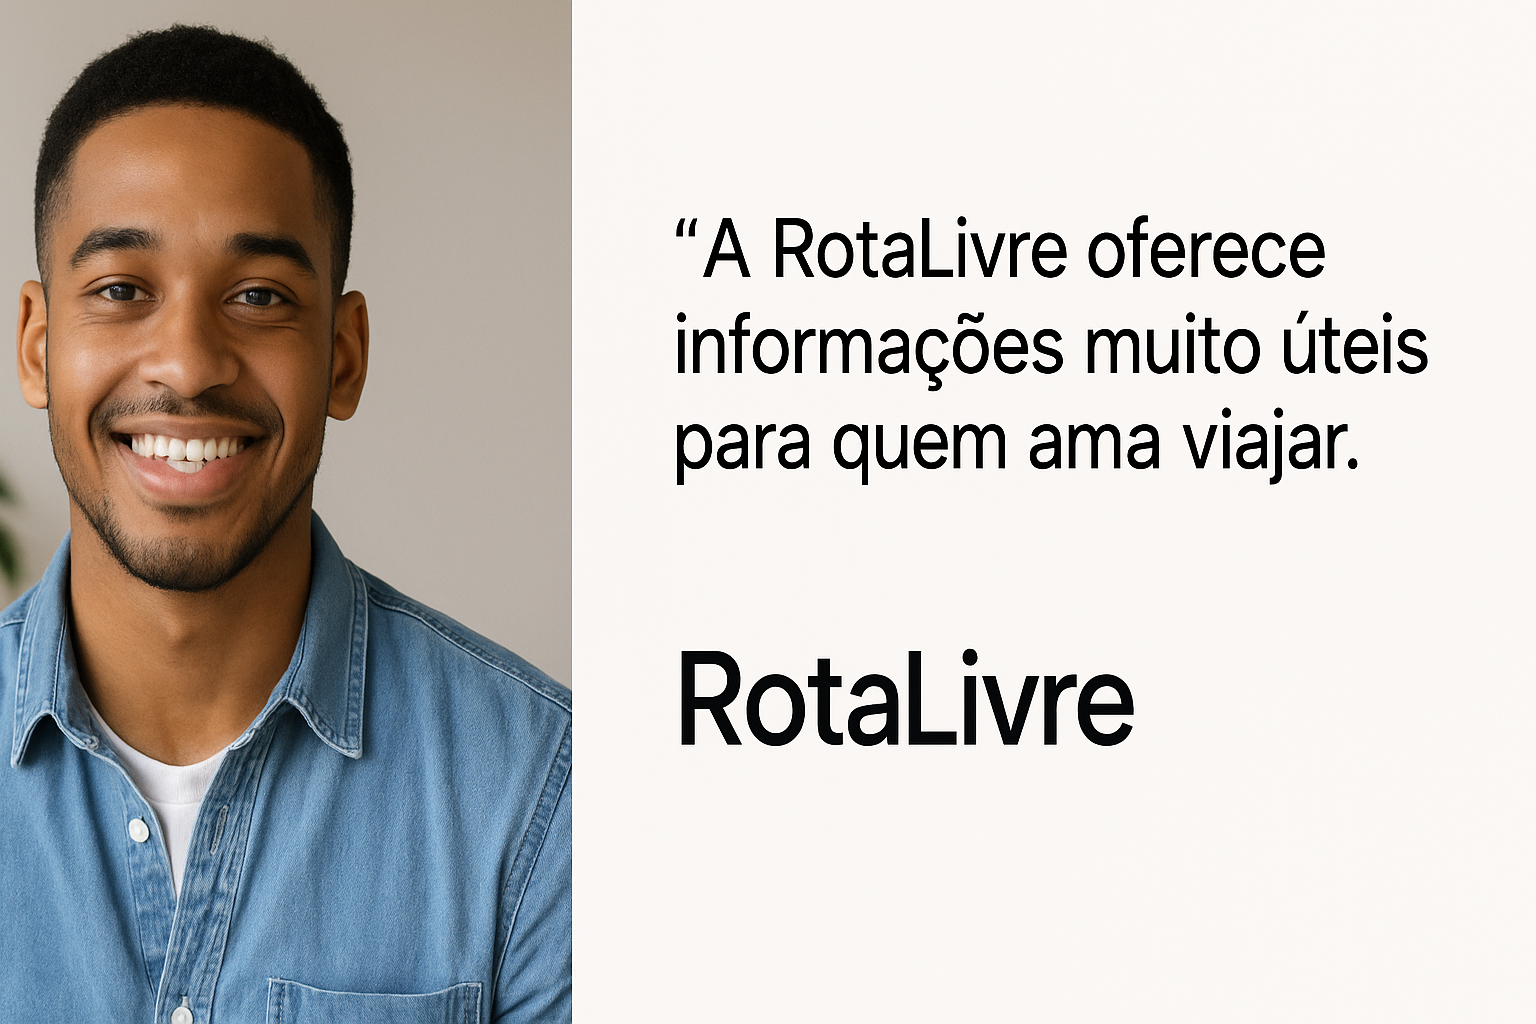 “A RotaLivre oferece
informações muito úteis
para quem ama viajar.
RotaLivre